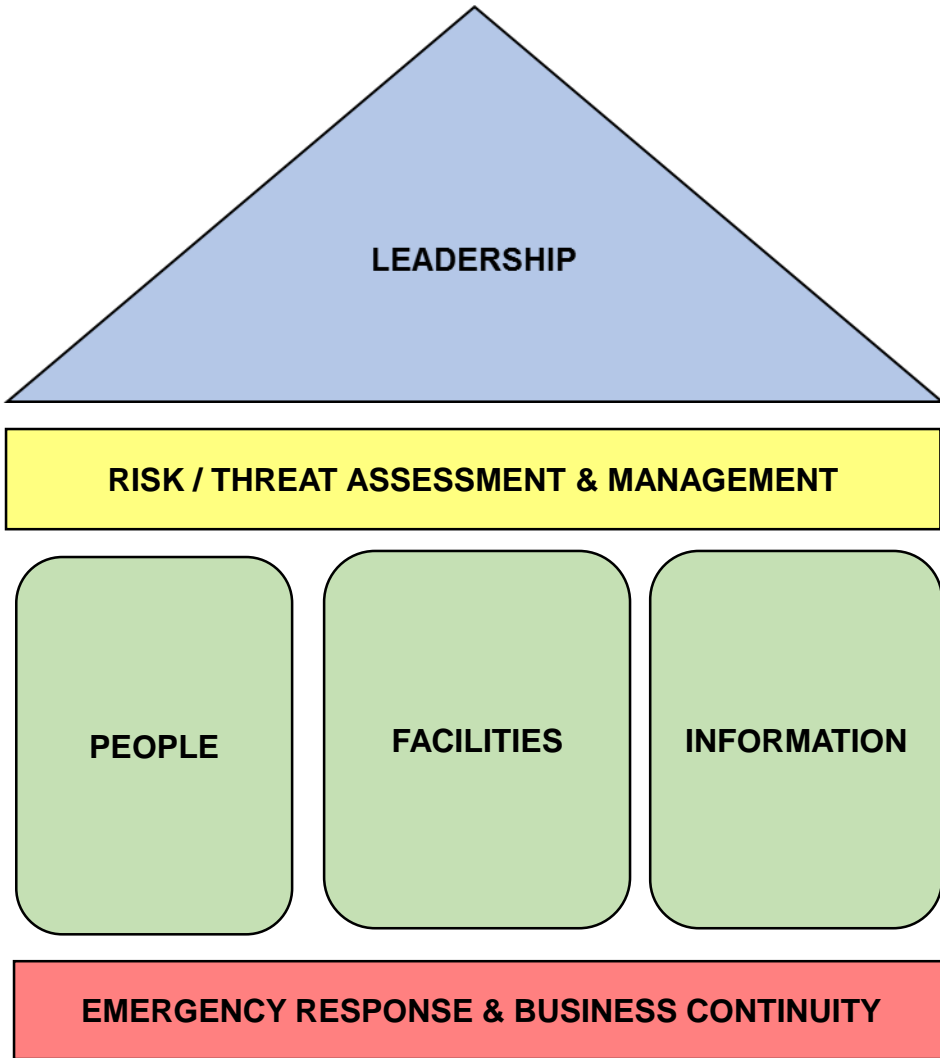 LEADERSHIP
RISK / THREAT ASSESSMENT & MANAGEMENT
PEOPLE
FACILITIES
INFORMATION
EMERGENCY RESPONSE & BUSINESS CONTINUITY